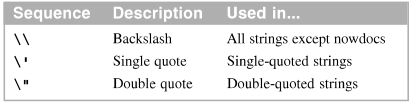 Sequence Description Used in...
\\ Backslash All strings except nowdocs
\' Single quote Single-quoted strings
\" Double quote Double-quoted strings